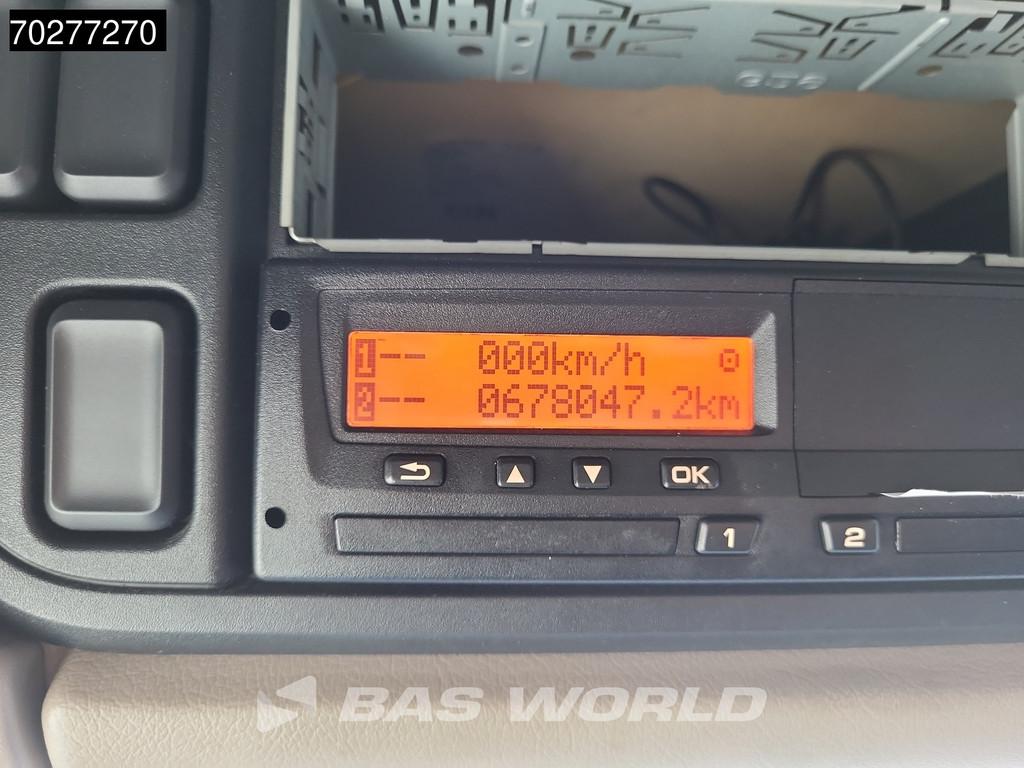 70277270
1-- 000km/h
2-- 0678047.2km
▲ ▼ OK
1 2
BAS WORLD